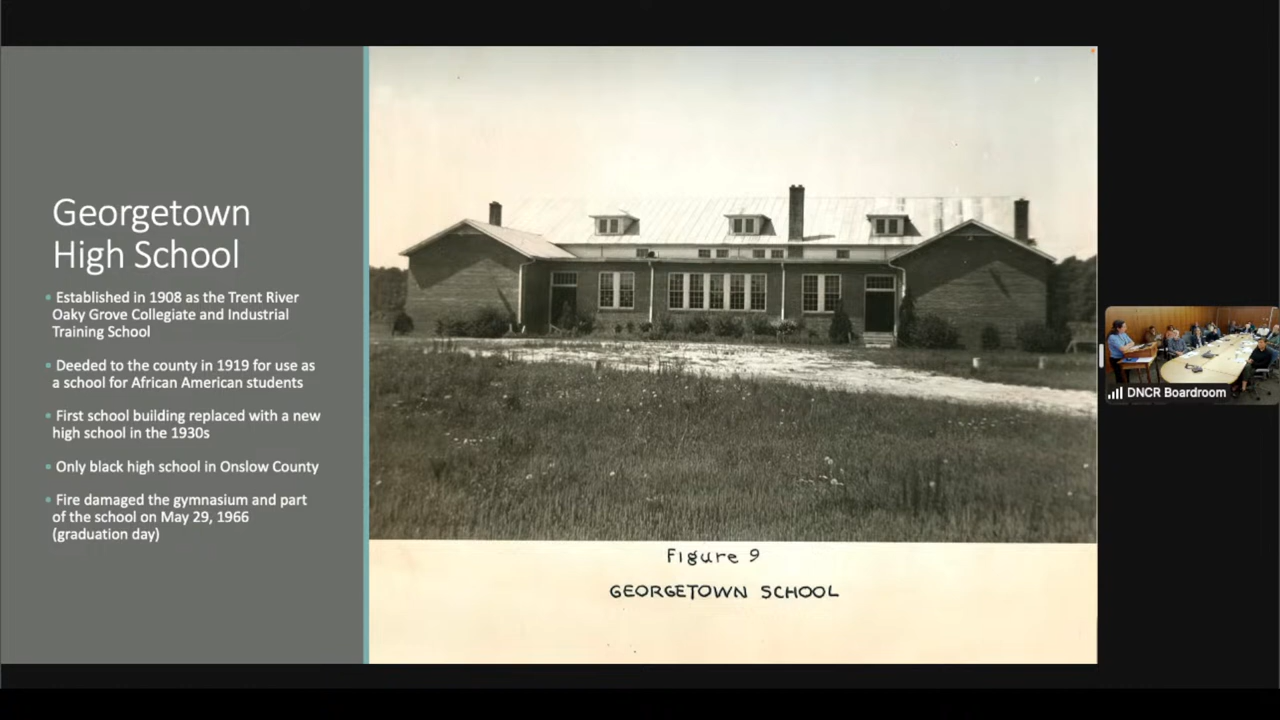 Georgetown
High School
• Established in 1908 as the Trent River
Oaky Grove Collegiate and Industrial
Training School
• Deeded to the county in 1919 for use as
a school for African American students
• First school building replaced with a new
high school in the 1930s
• Only black high school in Onslow County
• Fire damaged the gymnasium and part
of the school on May 29, 1966
(graduation day)
Figure 9
GEORGETOWN SCHOOL
DNCR Boardroom